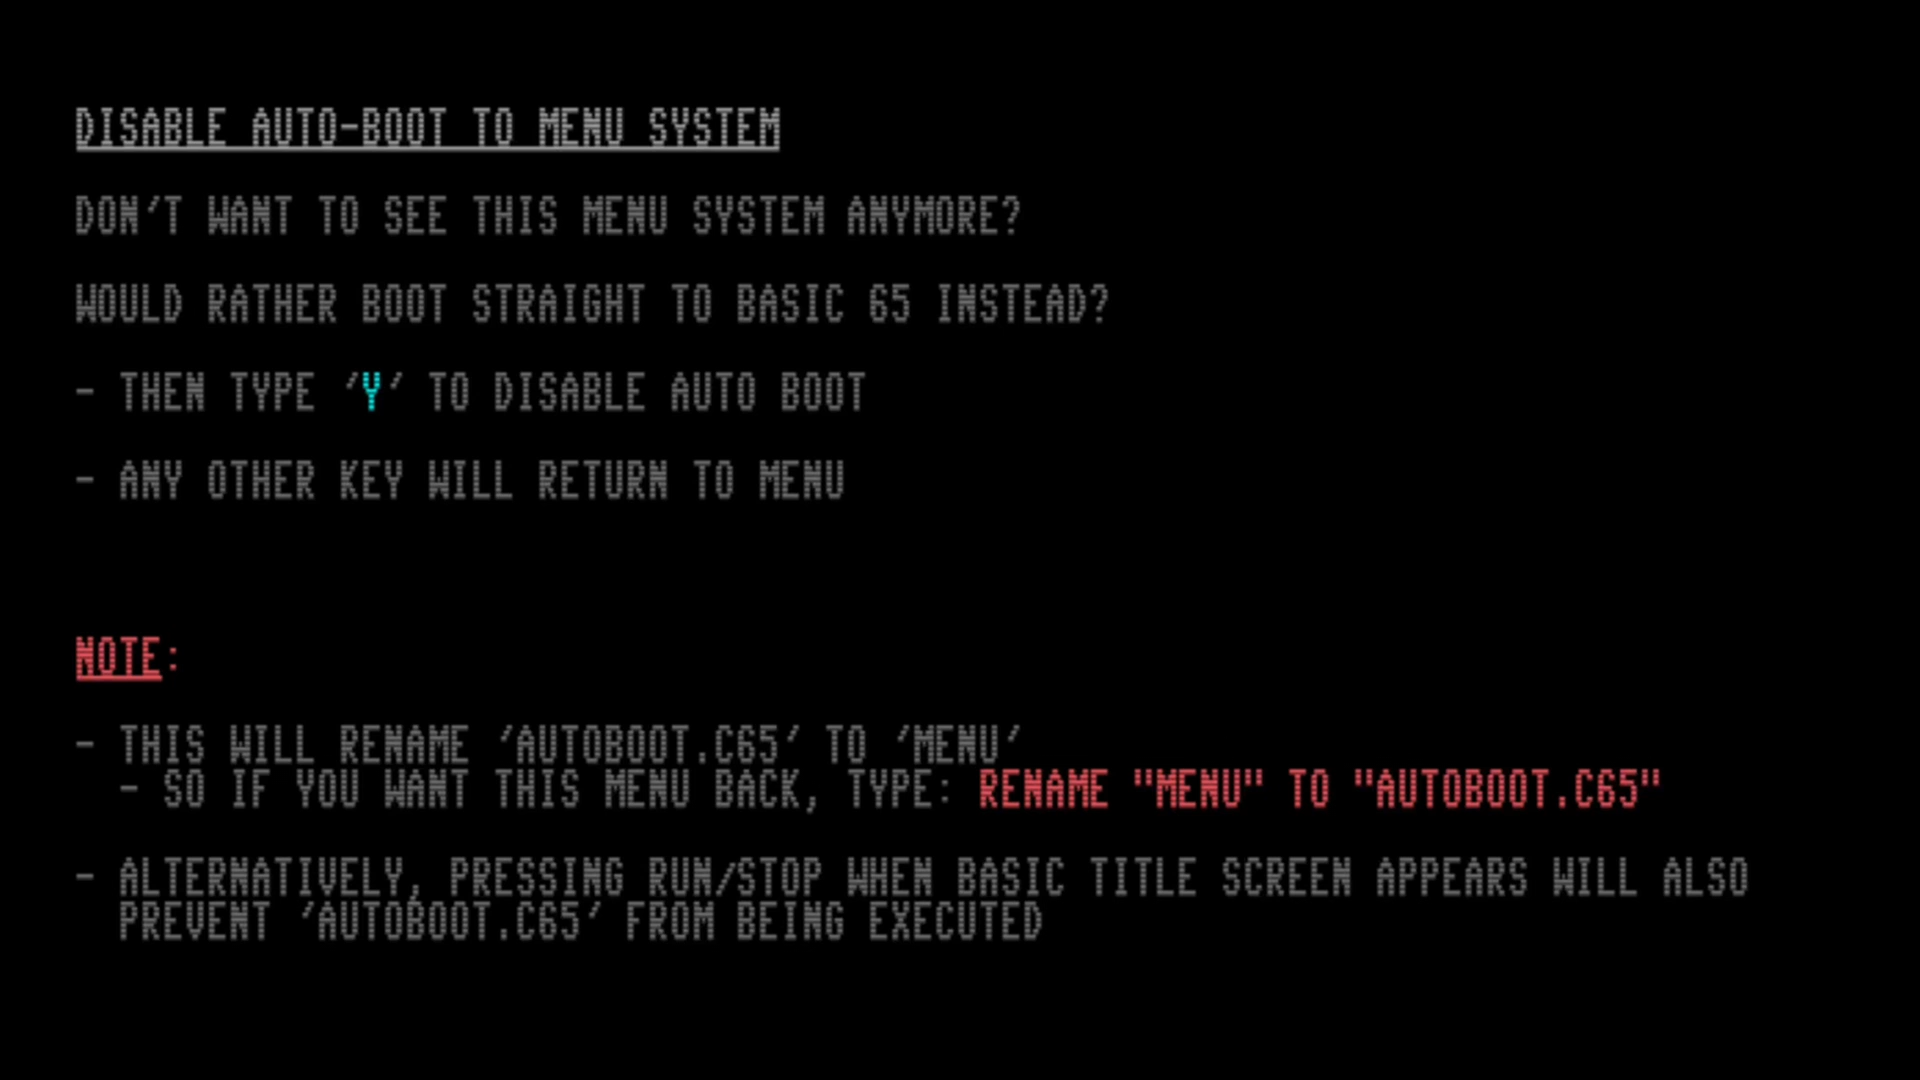 DISABLE AUTO-BOOT TO MENU SYSTEM
DON'T WANT TO SEE THIS MENU SYSTEM ANYMORE?
WOULD RATHER BOOT STRAIGHT TO BASIC 65 INSTEAD?
- THEN TYPE 'Y' TO DISABLE AUTO BOOT
- ANY OTHER KEY WILL RETURN TO MENU
NOTE:
- THIS WILL RENAME 'AUTOBOOT.C65' TO 'MENU'
- SO IF YOU WANT THIS MENU BACK, TYPE: RENAME "MENU" TO "AUTOBOOT.C65"
- ALTERNATIVELY, PRESSING RUN/STOP WHEN BASIC TITLE SCREEN APPEARS WILL ALSO
PREVENT 'AUTOBOOT.C65' FROM BEING EXECUTED